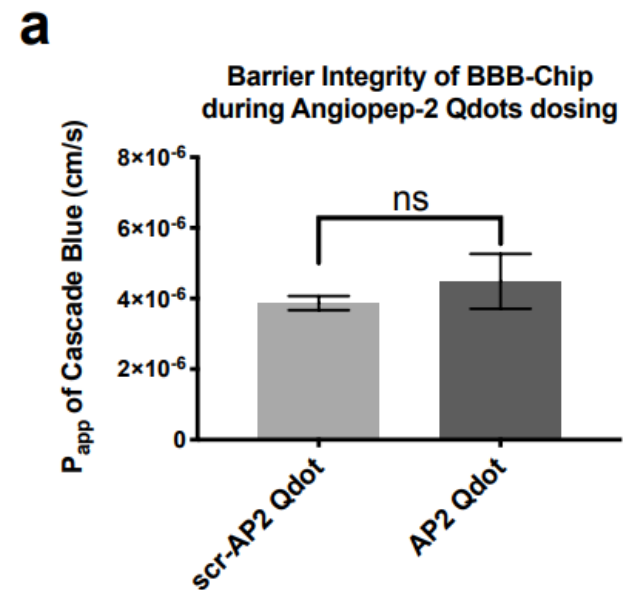 a
Barrier Integrity of BBB-Chip
during Angiopep-2 Qdots dosing
P_app of Cascade Blue (cm/s)
8×10⁻⁶
6×10⁻⁶
4×10⁻⁶
2×10⁻⁶
0
ns
scr-AP2 Qdot
AP2 Qdot